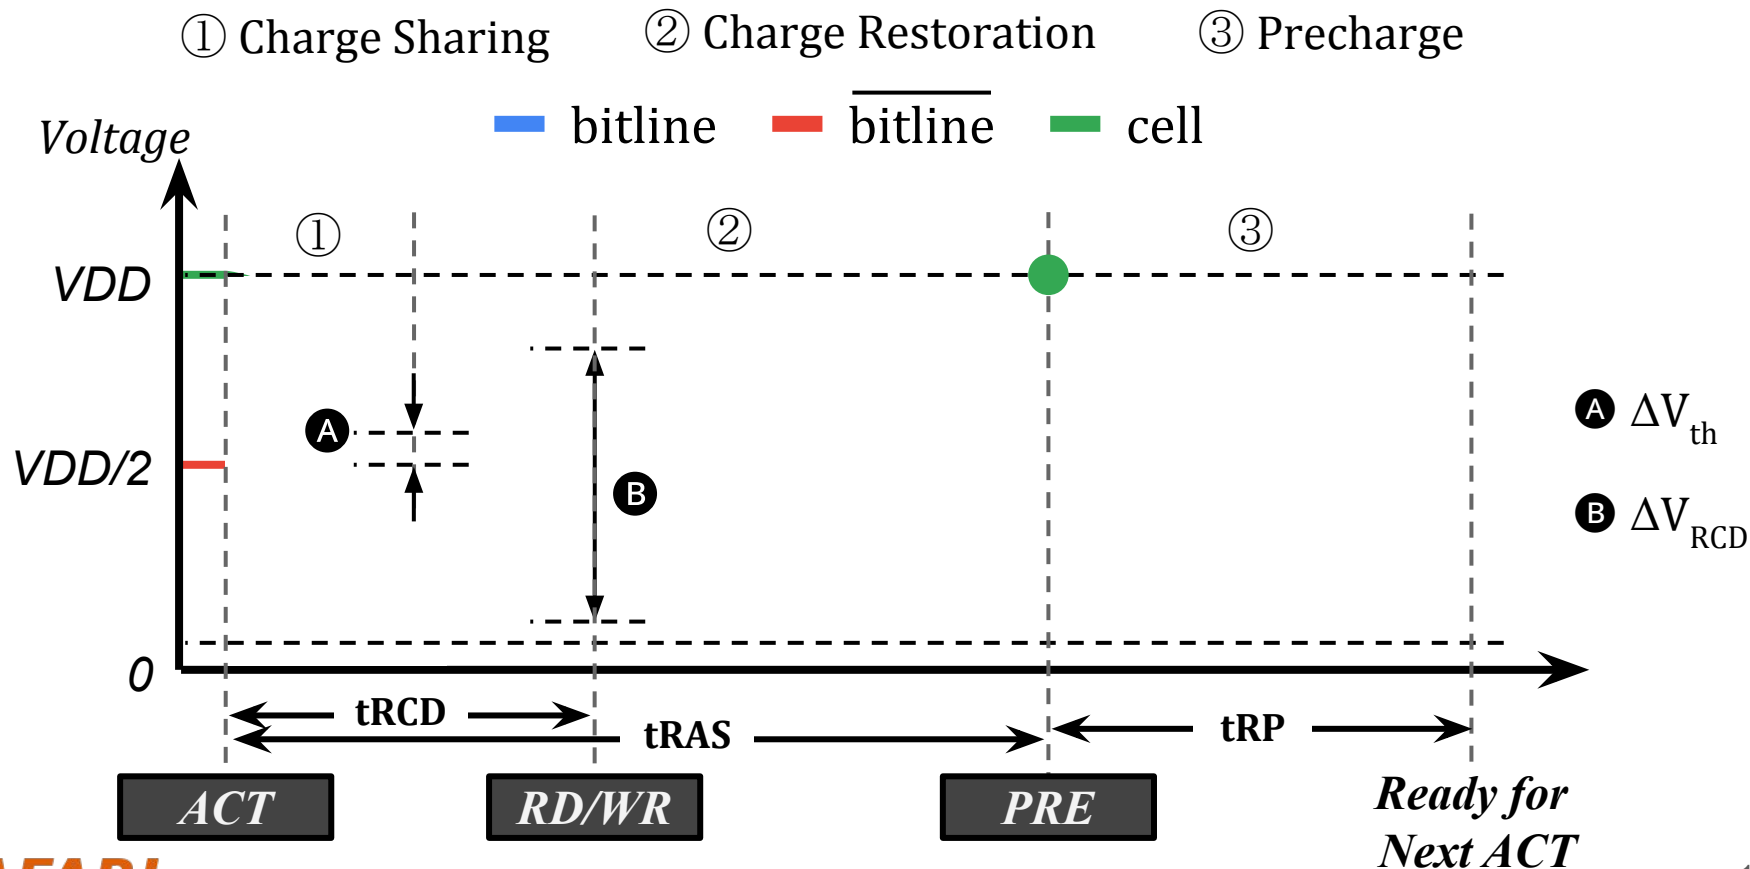 ① Charge Sharing ② Charge Restoration ③ Precharge
bitline bitline cell
Voltage
① ② ③
VDD
A
A ΔVth
VDD/2
B
B ΔVRCD
0
tRCD
tRAS
tRP
ACT RD/WR PRE
Ready for
Next ACT